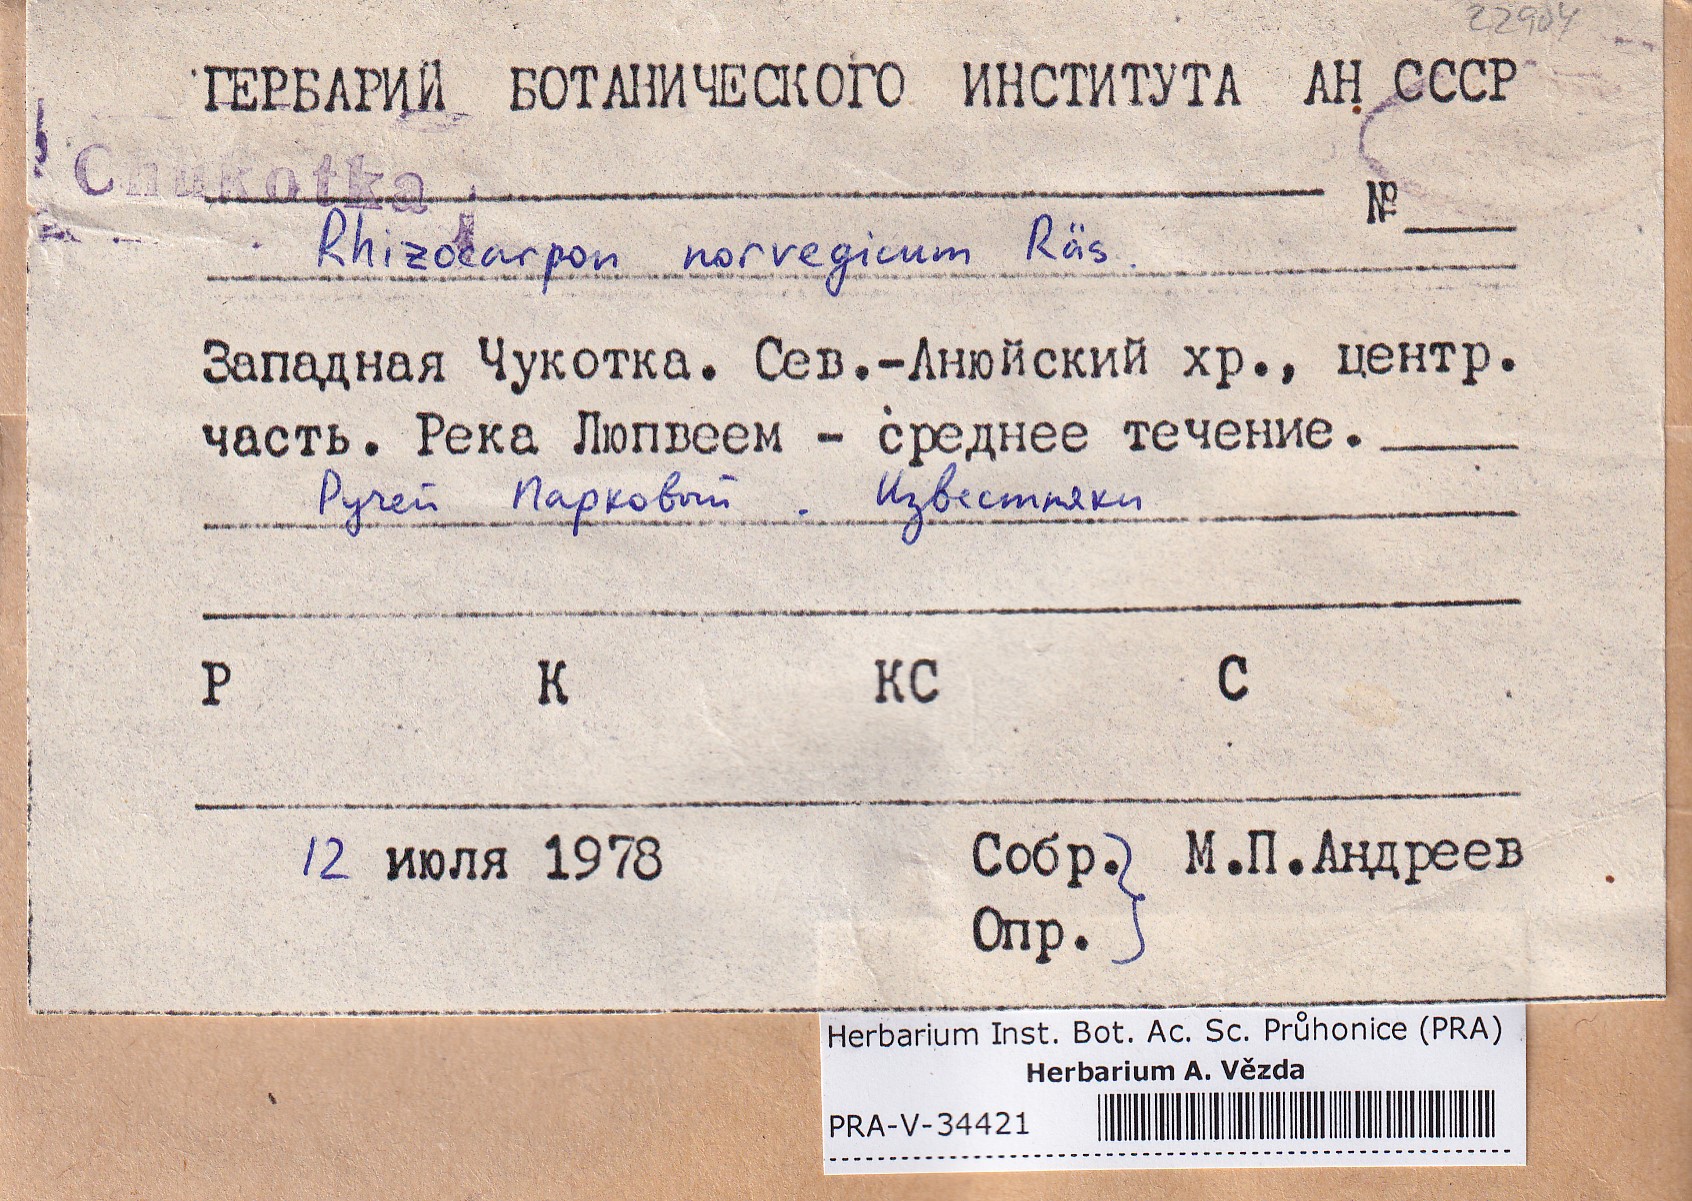 22904
ГЕРБАРИЙ БОТАНИЧЕСКОГО ИНСТИТУТА АН СССР
Chukotka
№
Rhizocarpon norvegicum Räs.
Западная Чукотка. Сев.-Анюйский хр., центр.
часть. Река Люпвеем - среднее течение.
Ручей Парковый. Известняки
Р К КС С
12 июля 1978 Собр. М.П.Андреев
Опр.
Herbarium Inst. Bot. Ac. Sc. Průhonice (PRA)
Herbarium A. Vězda
PRA-V-34421